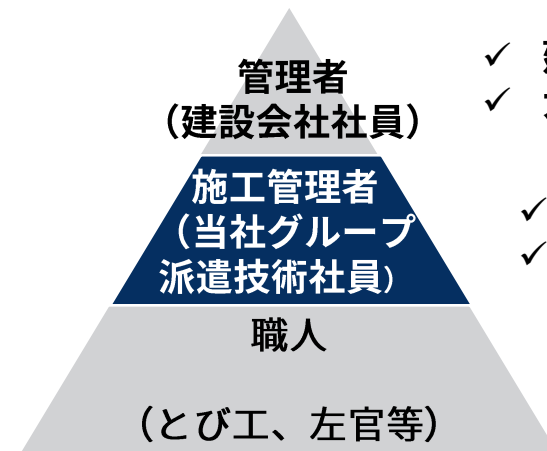 管理者
（建設会社社員）
施工管理者
（当社グループ
派遣技術社員）
職人
（とび工、左官等）